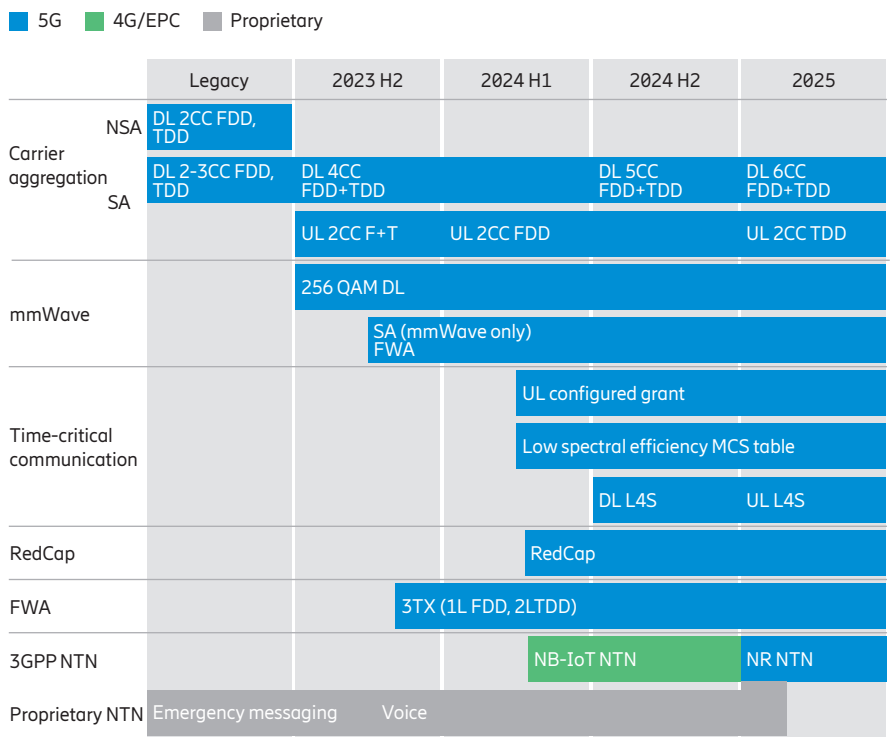 5G 4G/EPC Proprietary
Legacy 2023 H2 2024 H1 2024 H2 2025
Carrier
aggregation
NSA
DL 2CC FDD,
TDD
SA
DL 2-3CC FDD,
TDD
DL 4CC
FDD+TDD
DL 5CC
FDD+TDD
DL 6CC
FDD+TDD
UL 2CC F+T UL 2CC FDD UL 2CC TDD
mmWave
256 QAM DL
SA (mmWave only)
FWA
Time-critical
communication
UL configured grant
Low spectral efficiency MCS table
DL L4S UL L4S
RedCap RedCap
FWA 3TX (1L FDD, 2LTDD)
3GPP NTN NB-IoT NTN NR NTN
Proprietary NTN Emergency messaging Voice